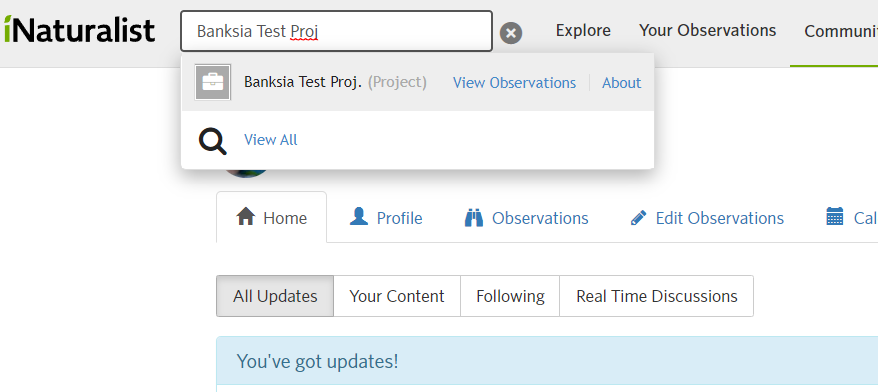 iNaturalist Banksia Test Proj Explore Your Observations Communi
Banksia Test Proj. (Project) View Observations About
View All
Home Profile Observations Edit Observations Cal
All Updates Your Content Following Real Time Discussions
You've got updates!